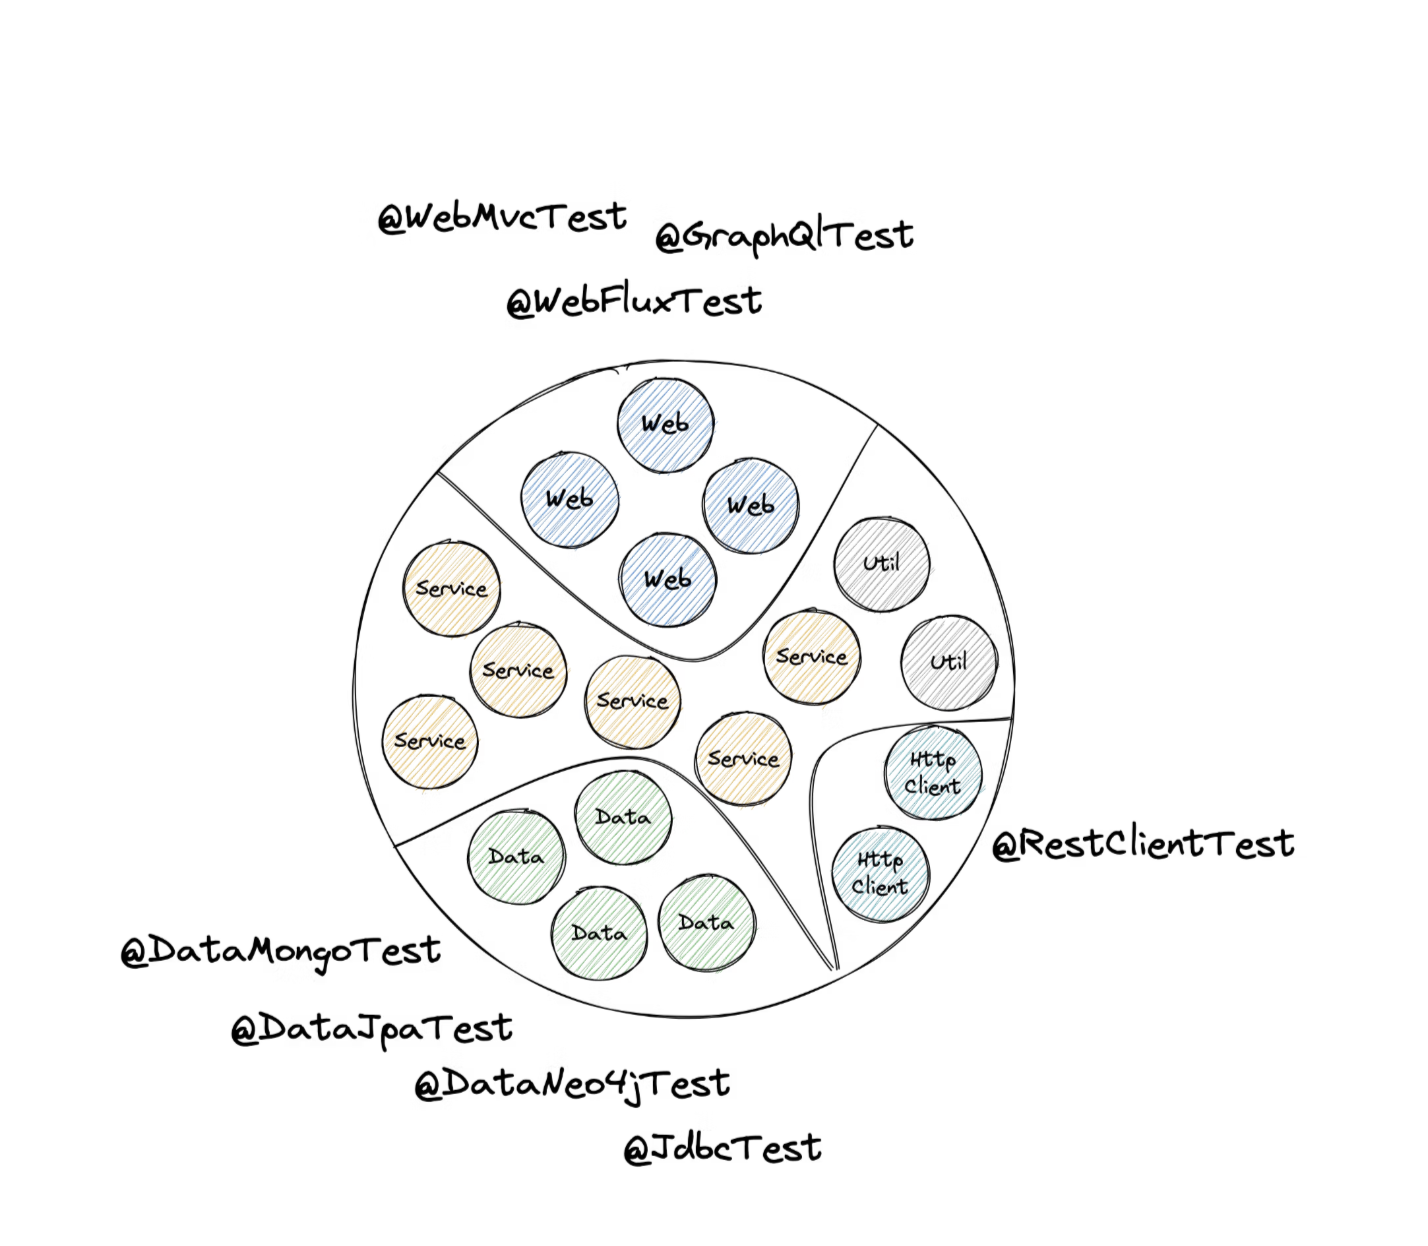 @WebMvcTest
@GraphQlTest
@WebFluxTest
Web
Web
Web
Web
Util
Service
Service
Util
Service
Service
Service
Service
Http
Client
Data
Data
Http
Client
Data
Data
@RestClientTest
@DataMongoTest
@DataJpaTest
@DataNeo4jTest
@JdbcTest